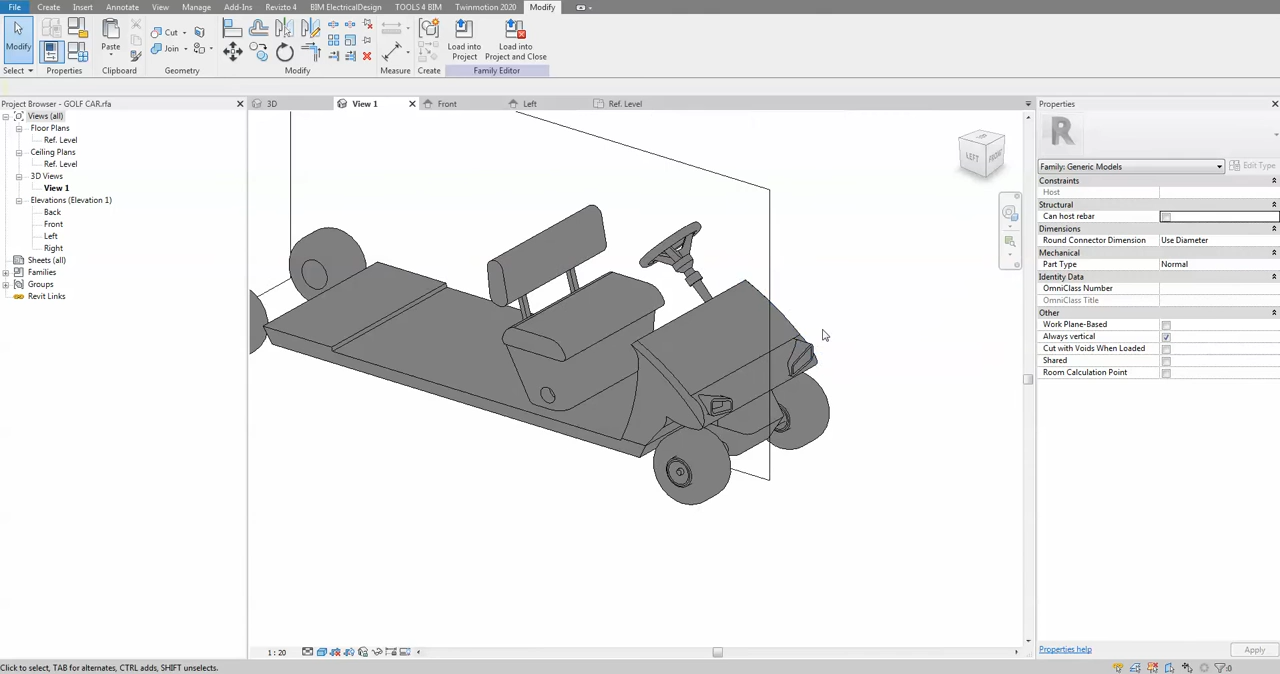 File Create Insert Annotate View Manage Add-Ins Revizto 4 BIM ElectricalDesign TOOLS 4 BIM Twinmotion 2020 Modify
Modify Paste Cut Join Load into Project Load into Project and Close
Select Properties Clipboard Geometry Modify Measure Create Family Editor
Project Browser - GOLF CAR.rfa
3D View 1 Front Left Ref. Level
Properties
Views (all)
Floor Plans
Ref. Level
Ceiling Plans
Ref. Level
3D Views
View 1
Elevations (Elevation 1)
Back
Front
Left
Right
Sheets (all)
Families
Groups
Revit Links
LEFT FRONT
R
Family: Generic Models Edit Type
Constraints
Host
Structural
Can host rebar
Dimensions
Round Connector Dimension Use Diameter
Mechanical
Part Type Normal
Identity Data
OmniClass Number
OmniClass Title
Other
Work Plane-Based
Always vertical
Cut with Voids When Loaded
Shared
Room Calculation Point
1 : 20
Properties help Apply
Click to select, TAB for alternates, CTRL adds, SHIFT unselects.
:0